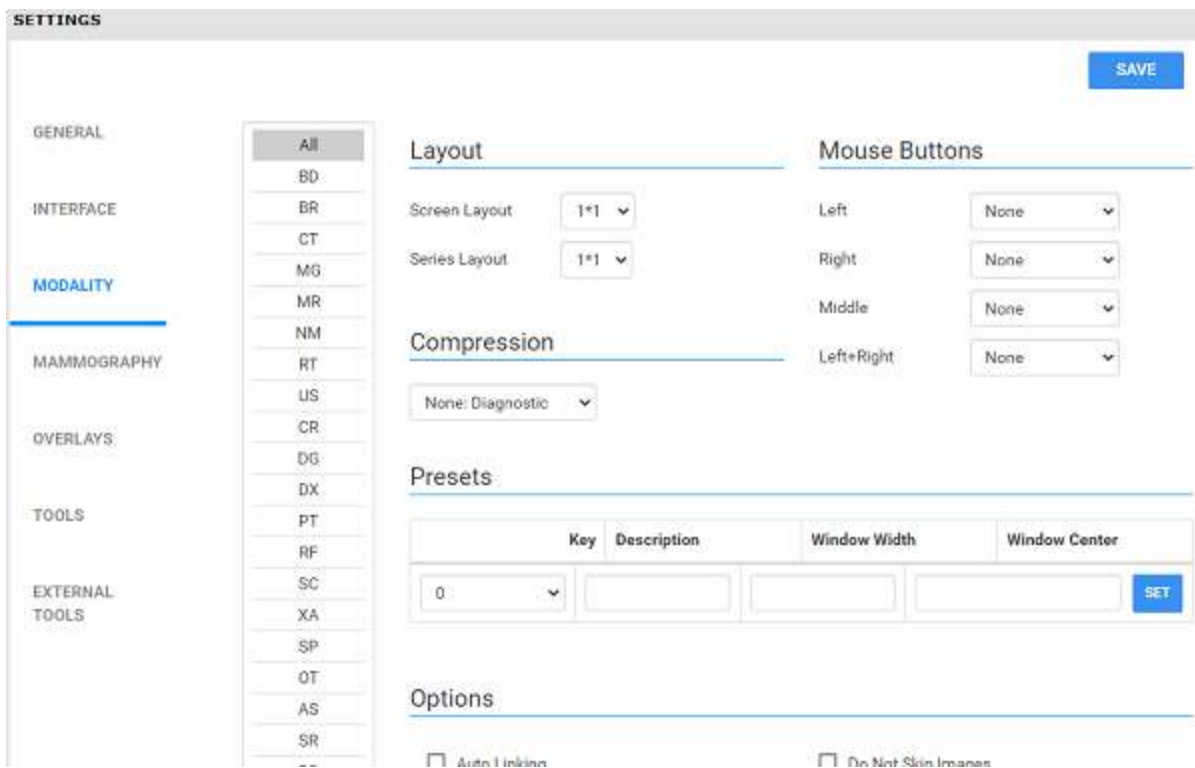 SETTINGS
SAVE
GENERAL
INTERFACE
MODALITY
MAMMOGRAPHY
OVERLAYS
TOOLS
EXTERNAL
TOOLS
All
BD
BR
CT
MG
MR
NM
RT
US
CR
DG
DX
PT
RF
SC
XA
SP
OT
AS
SR
Layout
Screen Layout 1*1
Series Layout 1*1
Mouse Buttons
Left None
Right None
Middle None
Left+Right None
Compression
None: Diagnostic
Presets
Key Description Window Width Window Center
0 SET
Options
Auto Linking Do Not Skip Images